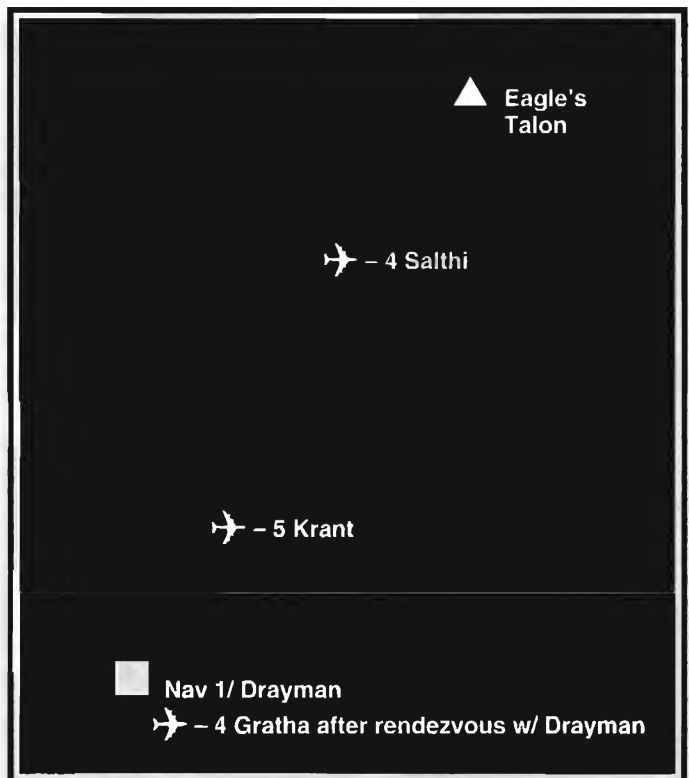 Eagle's
Talon
– 4 Salthi
– 5 Krant
Nav 1/ Drayman
– 4 Gratha after rendezvous w/ Drayman